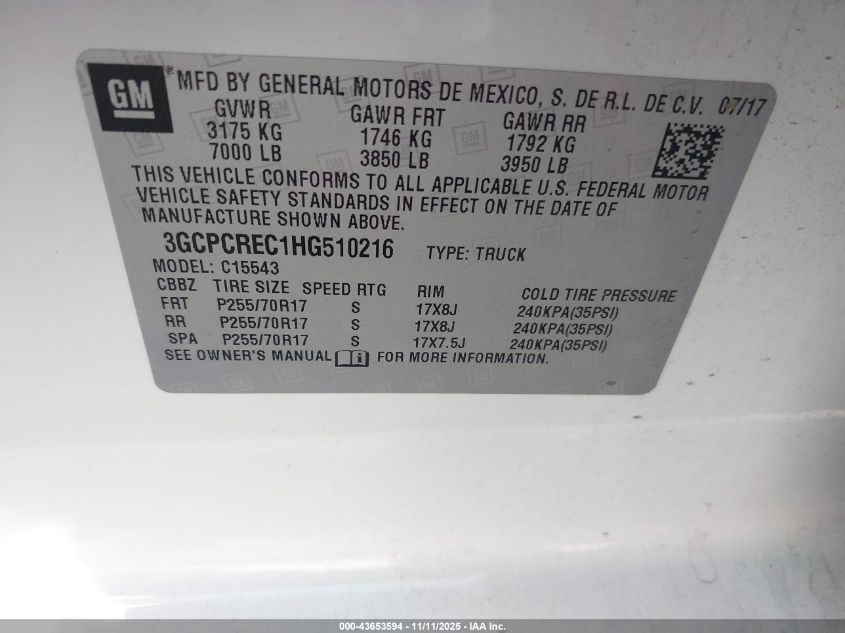 GM
® MFD BY GENERAL MOTORS DE MEXICO, S. DE R.L. DE C.V. 07/17
GVWR GAWR FRT GAWR RR
3175 KG 1746 KG 1792 KG
7000 LB 3850 LB 3950 LB
THIS VEHICLE CONFORMS TO ALL APPLICABLE U.S. FEDERAL MOTOR
VEHICLE SAFETY STANDARDS IN EFFECT ON THE DATE OF
MANUFACTURE SHOWN ABOVE.
3GCPCREC1HG510216 TYPE: TRUCK
MODEL: C15543
CBBZ TIRE SIZE SPEED RTG RIM COLD TIRE PRESSURE
FRT P255/70R17 S 17X8J 240KPA(35PSI)
RR P255/70R17 S 17X8J 240KPA(35PSI)
SPA P255/70R17 S 17X7.5J 240KPA(35PSI)
SEE OWNER'S MANUAL i FOR MORE INFORMATION.
000-43653594 - 11/11/2025 - IAA Inc.